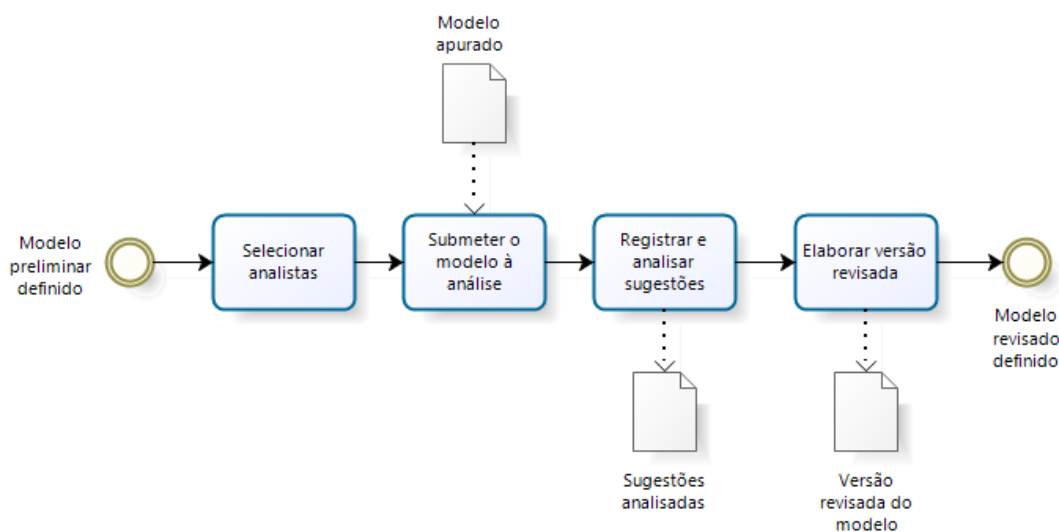 Modelo
apurado
Modelo
preliminar
definido
Selecionar
analistas
Submeter o
modelo à
análise
Registrar e
analisar
sugestões
Elaborar versão
revisada
Modelo
revisado
definido
Sugestões
analisadas
Versão
revisada do
modelo